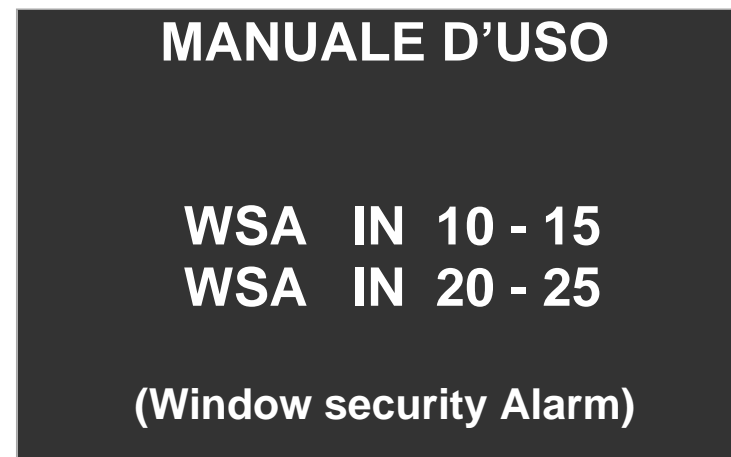 MANUALE D’USO
WSA IN 10 - 15
WSA IN 20 - 25
(Window security Alarm)